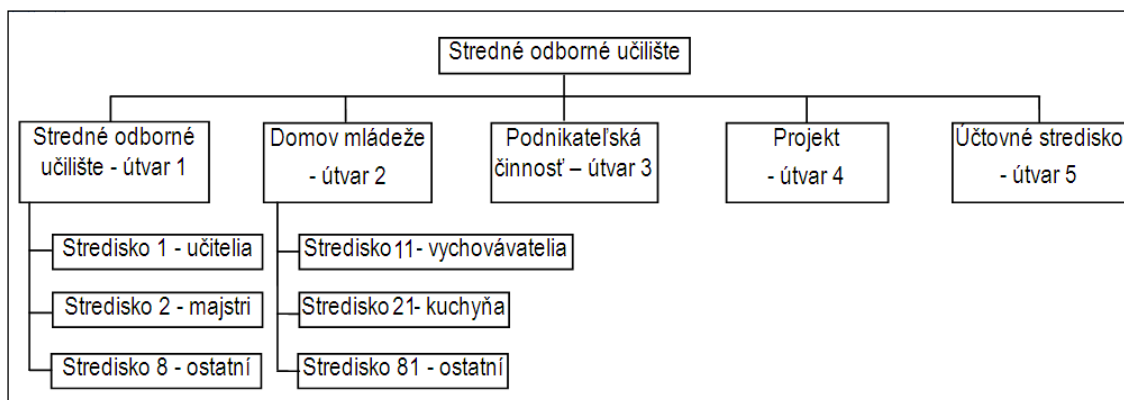 Stredné odborné učilište
Stredné odborné
učilište - útvar 1
Domov mládeže
- útvar 2
Podnikateľská
činnosť – útvar 3
Projekt
- útvar 4
Účtovné stredisko
- útvar 5
Stredisko 1 - učitelia
Stredisko 2 - majstri
Stredisko 8 - ostatní
Stredisko 11- vychovávatelia
Stredisko 21- kuchyňa
Stredisko 81 - ostatní